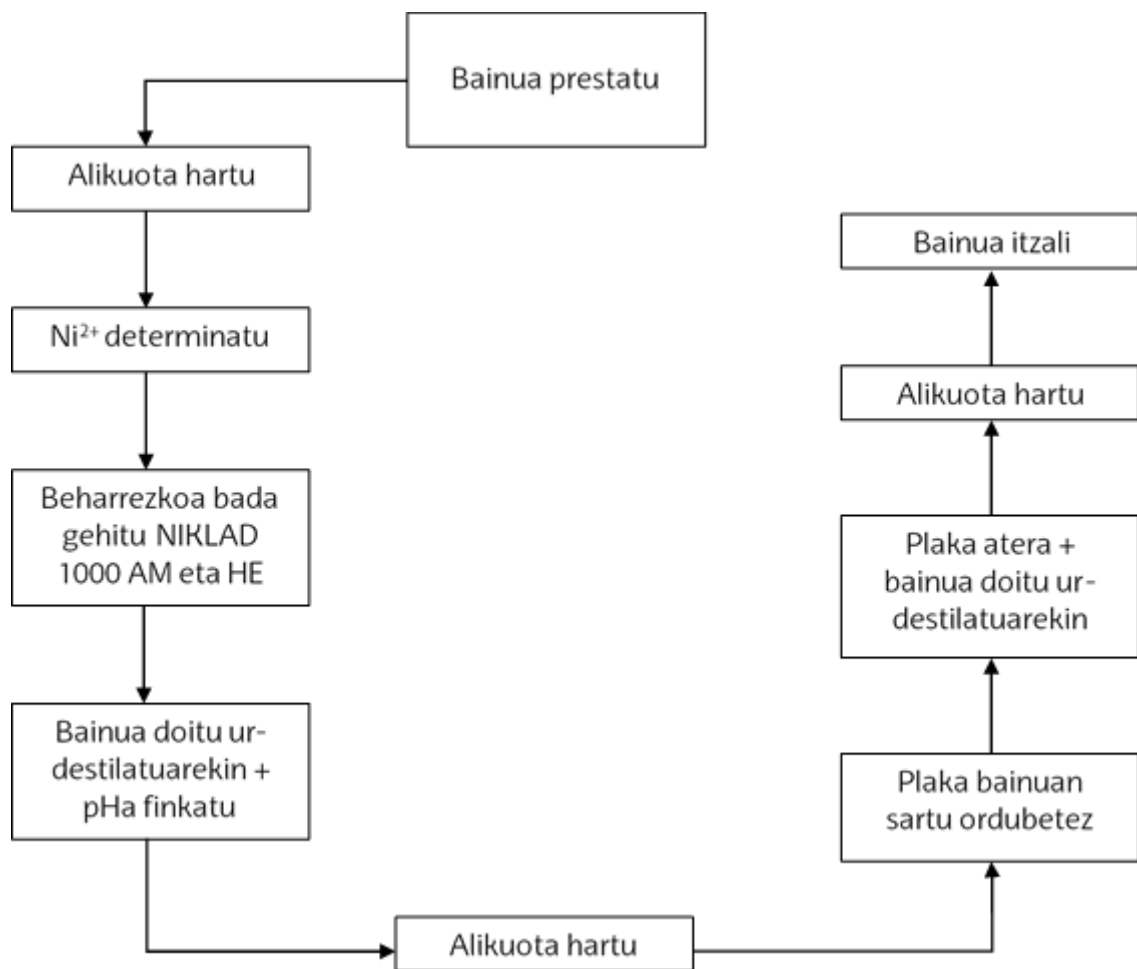 Bainua prestatu
Alikuota hartu
Ni²⁺ determinatu
Beharrezkoa bada
gehitu NIKLAD
1000 AM eta HE
Bainua doitu ur-
destilatuarekin +
pHa finkatu
Alikuota hartu
Plaka bainuan
sartu ordubetez
Plaka atera +
bainua doitu ur-
destilatuarekin
Alikuota hartu
Bainua itzali